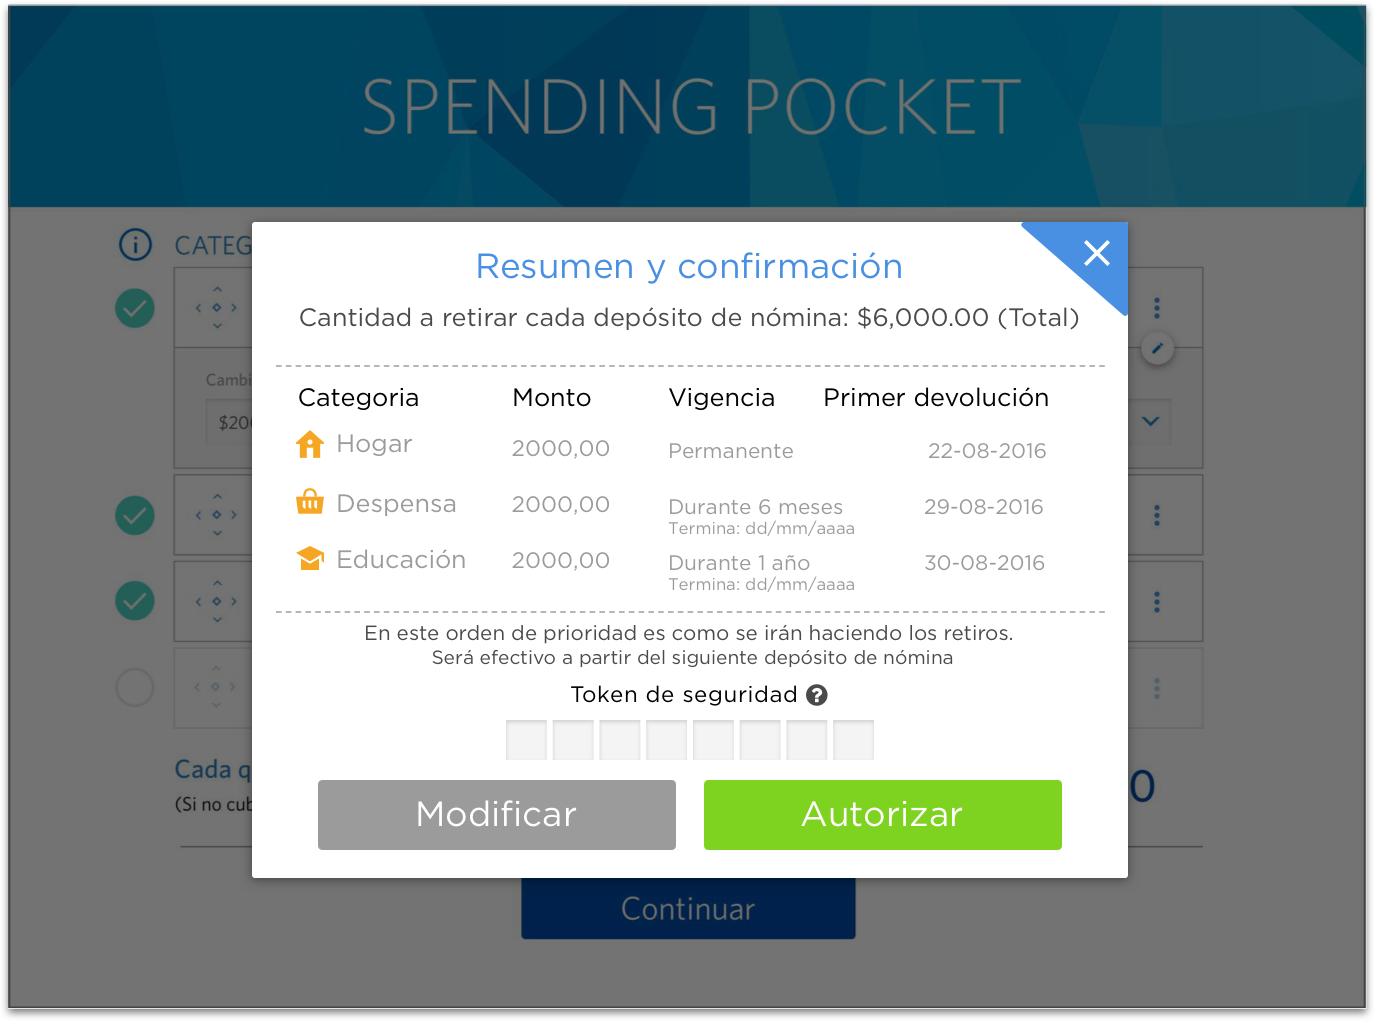 SPENDING POCKET
CATEG
Resumen y confirmación
Cantidad a retirar cada depósito de nómina: $6,000.00 (Total)
Cambi
$200
Categoria Monto Vigencia Primer devolución
Hogar 2000,00 Permanente 22-08-2016
Despensa 2000,00 Durante 6 meses 29-08-2016
Termina: dd/mm/aaaa
Educación 2000,00 Durante 1 año 30-08-2016
Termina: dd/mm/aaaa
En este orden de prioridad es como se irán haciendo los retiros.
Será efectivo a partir del siguiente depósito de nómina
Token de seguridad ?
Cada q
0
(Si no cub
Modificar Autorizar
Continuar